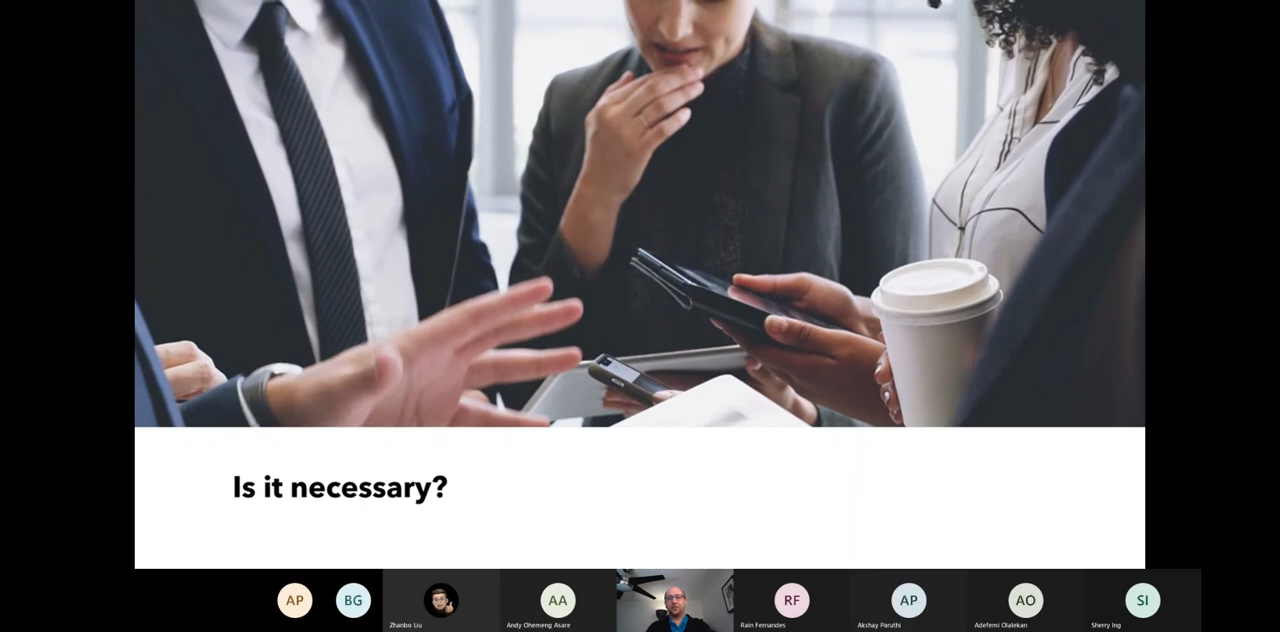 Is it necessary?
AP
BG
AA
RF
AP
AO
SI
Zhanbo Liu
Andy Ohemeng Asare
Rain Fernandes
Akshay Paruthi
Adefemi Olalekan
Sherry Ing